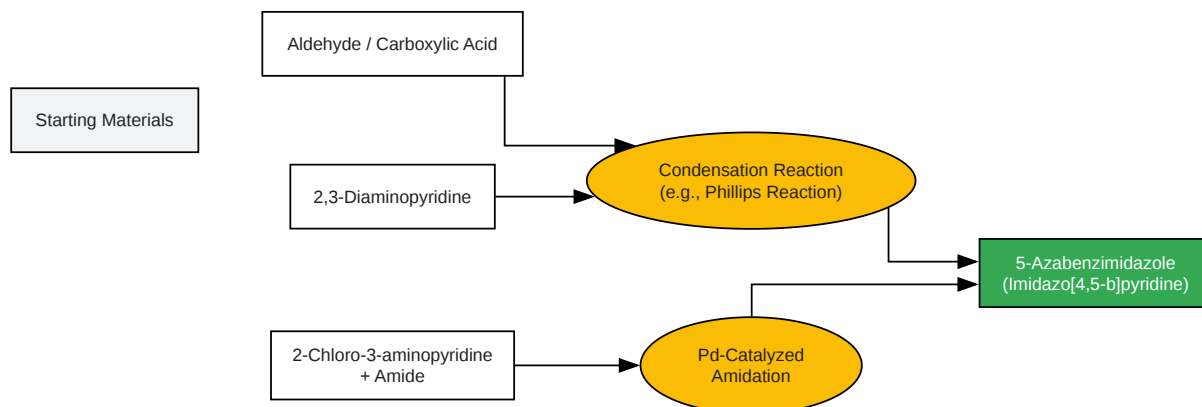 Aldehyde / Carboxylic Acid
Starting Materials
Condensation Reaction
(e.g., Phillips Reaction)
2,3-Diaminopyridine
5-Azabenzimidazole
(Imidazo[4,5-b]pyridine)
2-Chloro-3-aminopyridine
+ Amide
Pd-Catalyzed
Amidation